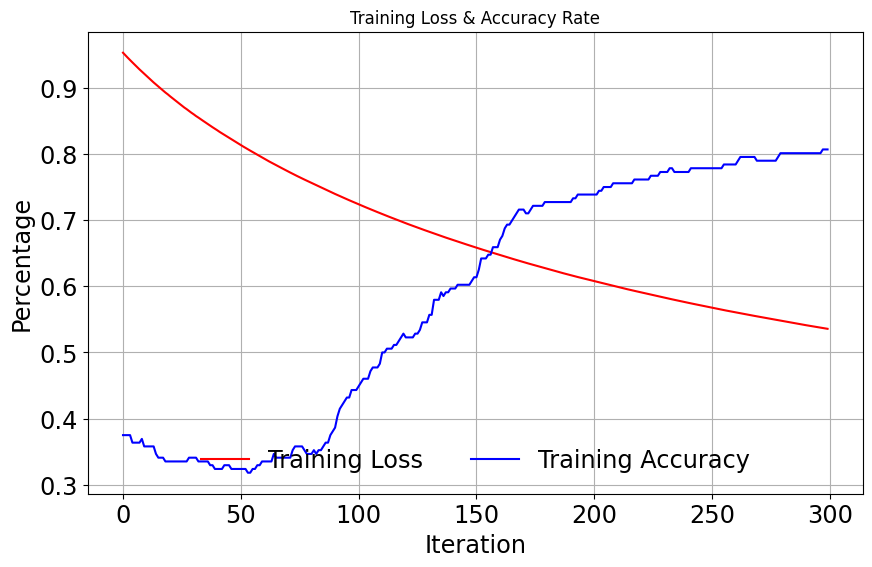 Training Loss & Accuracy Rate
Percentage
0.9
0.8
0.7
0.6
0.5
0.4
0.3
Training Loss
Training Accuracy
0 50 100 150 200 250 300
Iteration